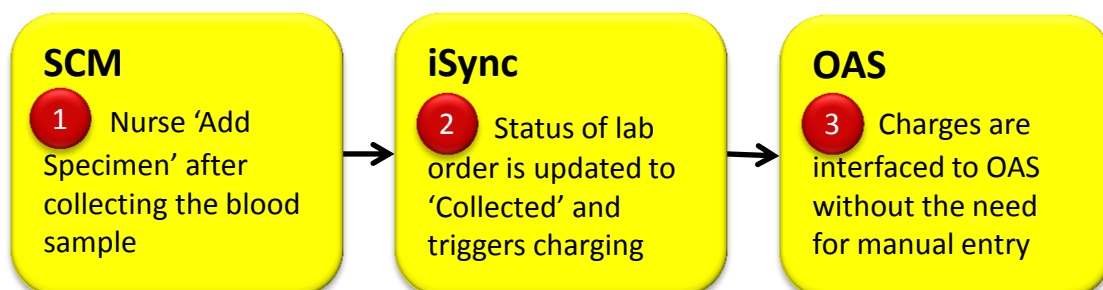 SCM
1 Nurse ‘Add
Specimen’ after
collecting the blood
sample
iSync
2 Status of lab
order is updated to
‘Collected’ and
triggers charging
OAS
3 Charges are
interfaced to OAS
without the need
for manual entry